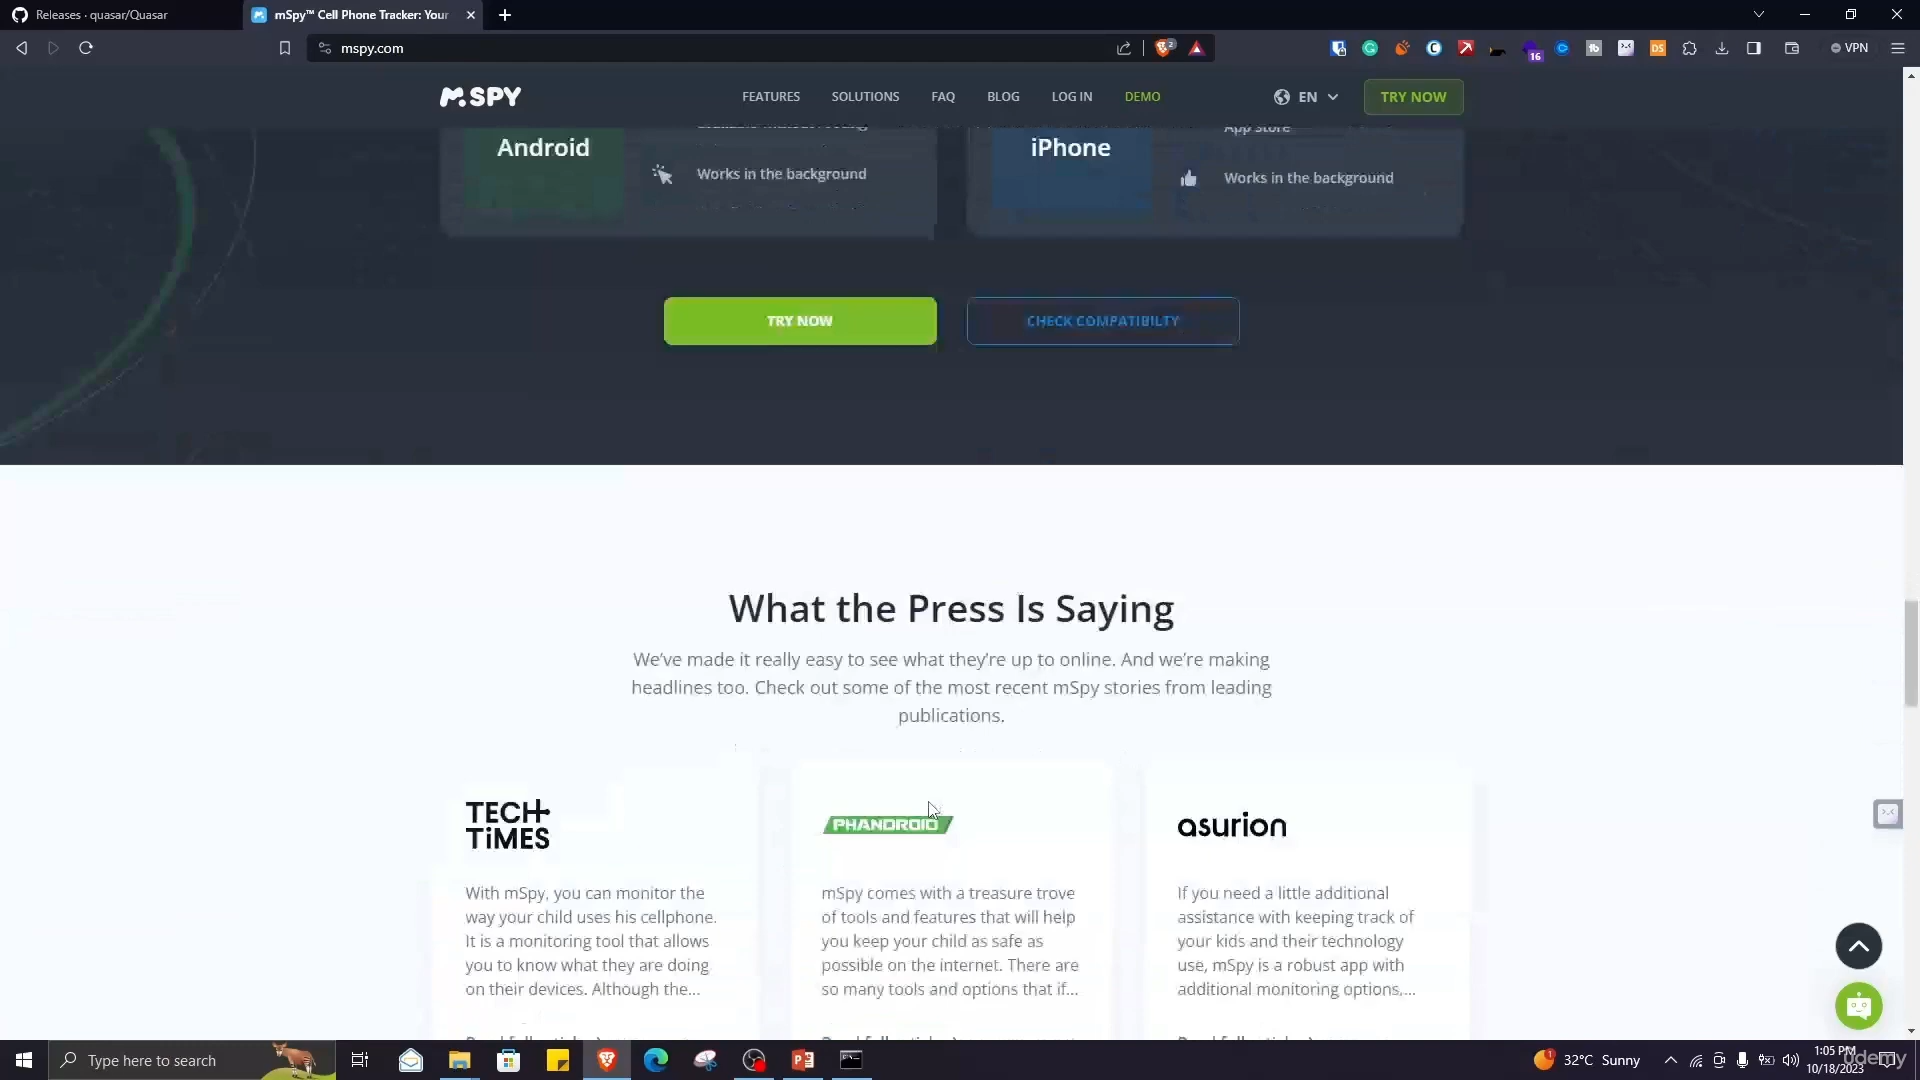 Releases · quasar/Quasar
mSpy™ Cell Phone Tracker: Your
mspy.com
2
16
tb
DS
VPN
mSPY
FEATURES
SOLUTIONS
FAQ
BLOG
LOG IN
DEMO
EN
TRY NOW
Android
Works in the background
App Store
iPhone
Works in the background
TRY NOW
CHECK COMPATIBILTY
What the Press Is Saying
We've made it really easy to see what they're up to online. And we're making
headlines too. Check out some of the most recent mSpy stories from leading
publications.
TECH
TiMES
With mSpy, you can monitor the
way your child uses his cellphone.
It is a monitoring tool that allows
you to know what they are doing
on their devices. Although the...
PHANDROID
mSpy comes with a treasure trove
of tools and features that will help
you keep your child as safe as
possible on the internet. There are
so many tools and options that if...
asurion
If you need a little additional
assistance with keeping track of
your kids and their technology
use, mSpy is a robust app with
additional monitoring options,...
Type here to search
1
32°C Sunny
1:05 PM
10/18/2023
udemy